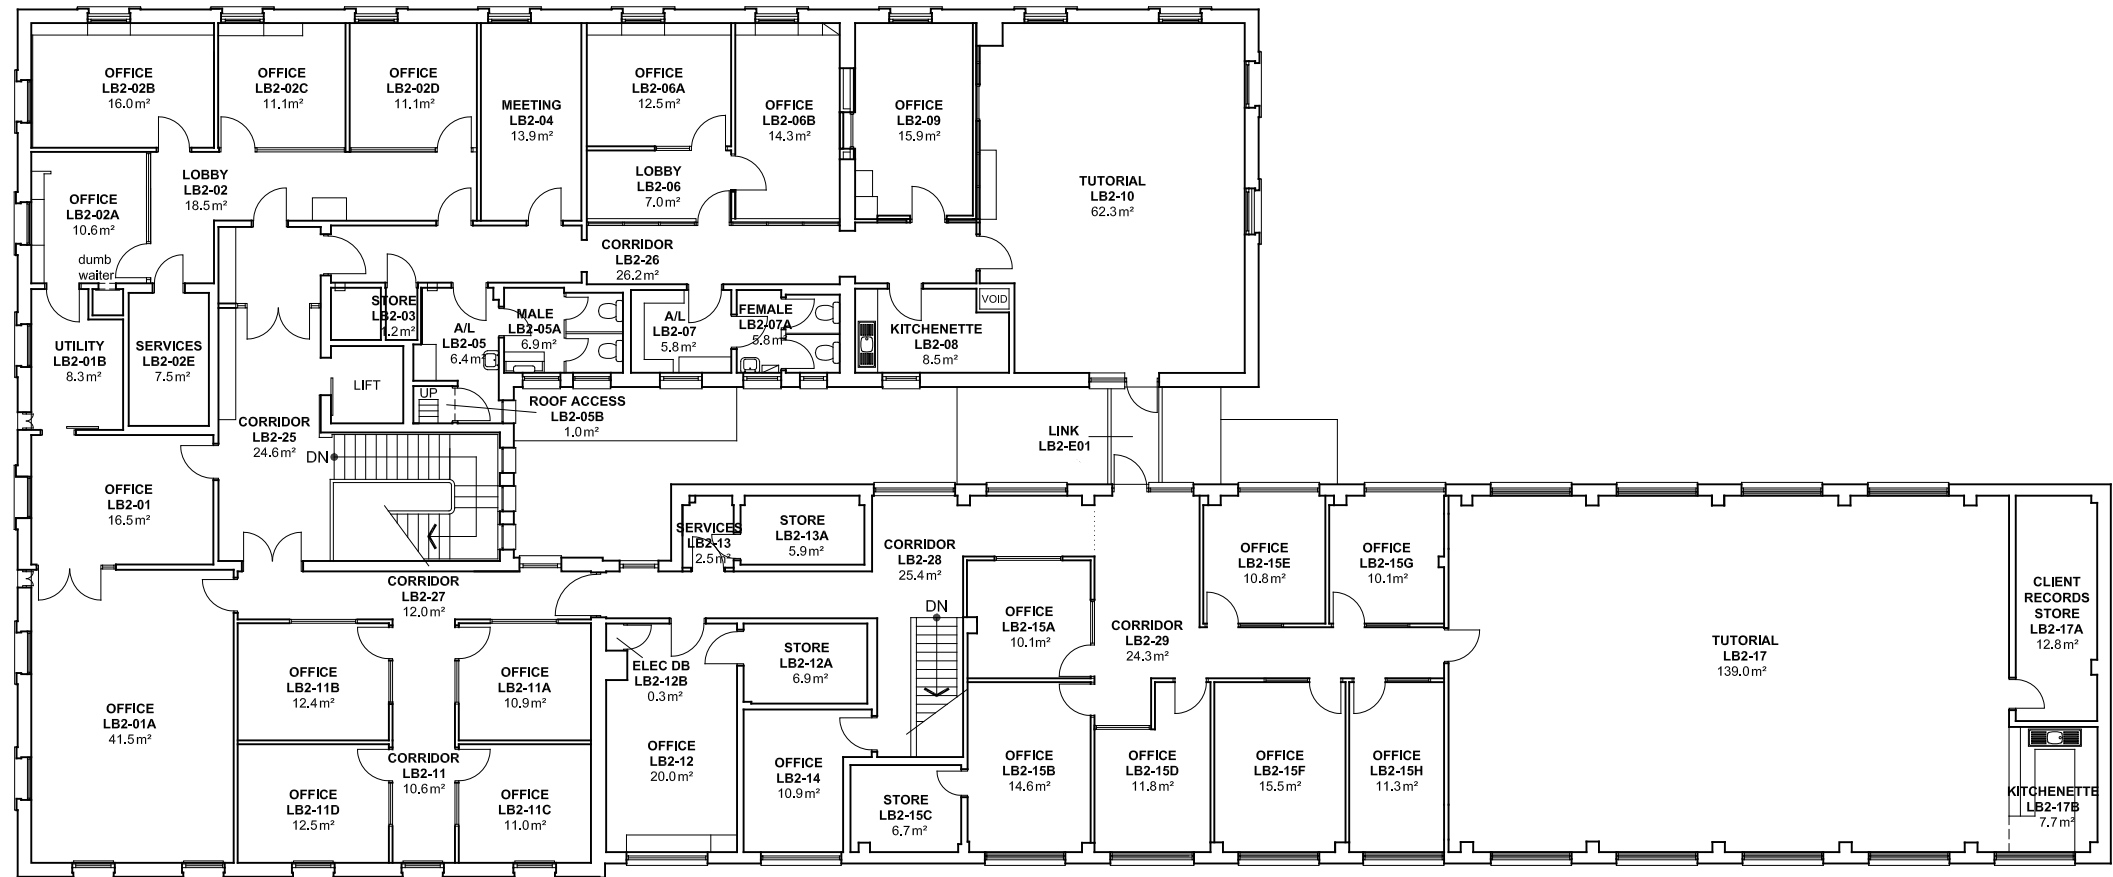 OFFICE
LB2-02B
16.0m²
OFFICE
LB2-02C
11.1m²
OFFICE
LB2-02D
11.1m²
MEETING
LB2-04
13.9m²
OFFICE
LB2-06A
12.5m²
OFFICE
LB2-06B
14.3m²
OFFICE
LB2-09
15.9m²
TUTORIAL
LB2-10
62.3m²
OFFICE
LB2-02A
10.6m²
LOBBY
LB2-02
18.5m²
LOBBY
LB2-06
7.0m²
CORRIDOR
LB2-26
26.2m²
dumb
waiter
UTILITY
LB2-01B
8.3m²
SERVICES
LB2-02E
7.5m²
STORE
LB2-03
1.2m²
A/L
LB2-05
6.4m²
MALE
LB2-05A
6.9m²
A/L
LB2-07
5.8m²
FEMALE
LB2-07A
5.8m²
KITCHENETTE
LB2-08
8.5m²
VOID
LIFT
UP
ROOF ACCESS
LB2-05B
1.0m²
CORRIDOR
LB2-25
24.6m²
DN
LINK
LB2-E01
OFFICE
LB2-01
16.5m²
SERVICES
LB2-13
2.5m²
STORE
LB2-13A
5.9m²
CORRIDOR
LB2-28
25.4m²
OFFICE
LB2-15E
10.8m²
OFFICE
LB2-15G
10.1m²
CORRIDOR
LB2-27
12.0m²
DN
OFFICE
LB2-15A
10.1m²
CORRIDOR
LB2-29
24.3m²
TUTORIAL
LB2-17
139.0m²
CLIENT
RECORDS
STORE
LB2-17A
12.8m²
OFFICE
LB2-01A
41.5m²
OFFICE
LB2-11B
12.4m²
OFFICE
LB2-11A
10.9m²
ELEC DB
LB2-12B
0.3m²
STORE
LB2-12A
6.9m²
OFFICE
LB2-12
20.0m²
OFFICE
LB2-11D
12.5m²
CORRIDOR
LB2-11
10.6m²
OFFICE
LB2-11C
11.0m²
OFFICE
LB2-14
10.9m²
STORE
LB2-15C
6.7m²
OFFICE
LB2-15B
14.6m²
OFFICE
LB2-15D
11.8m²
OFFICE
LB2-15F
15.5m²
OFFICE
LB2-15H
11.3m²
KITCHENETTE
LB2-17B
7.7m²